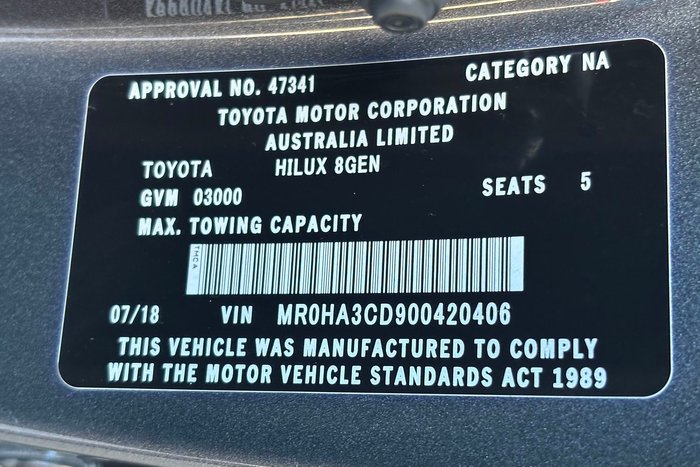 APPROVAL NO. 47341 CATEGORY NA
TOYOTA MOTOR CORPORATION
AUSTRALIA LIMITED
TOYOTA HILUX 8GEN
GVM 03000 SEATS 5
MAX. TOWING CAPACITY
TMCA
07/18 VIN MR0HA3CD900420406
THIS VEHICLE WAS MANUFACTURED TO COMPLY
WITH THE MOTOR VEHICLE STANDARDS ACT 1989